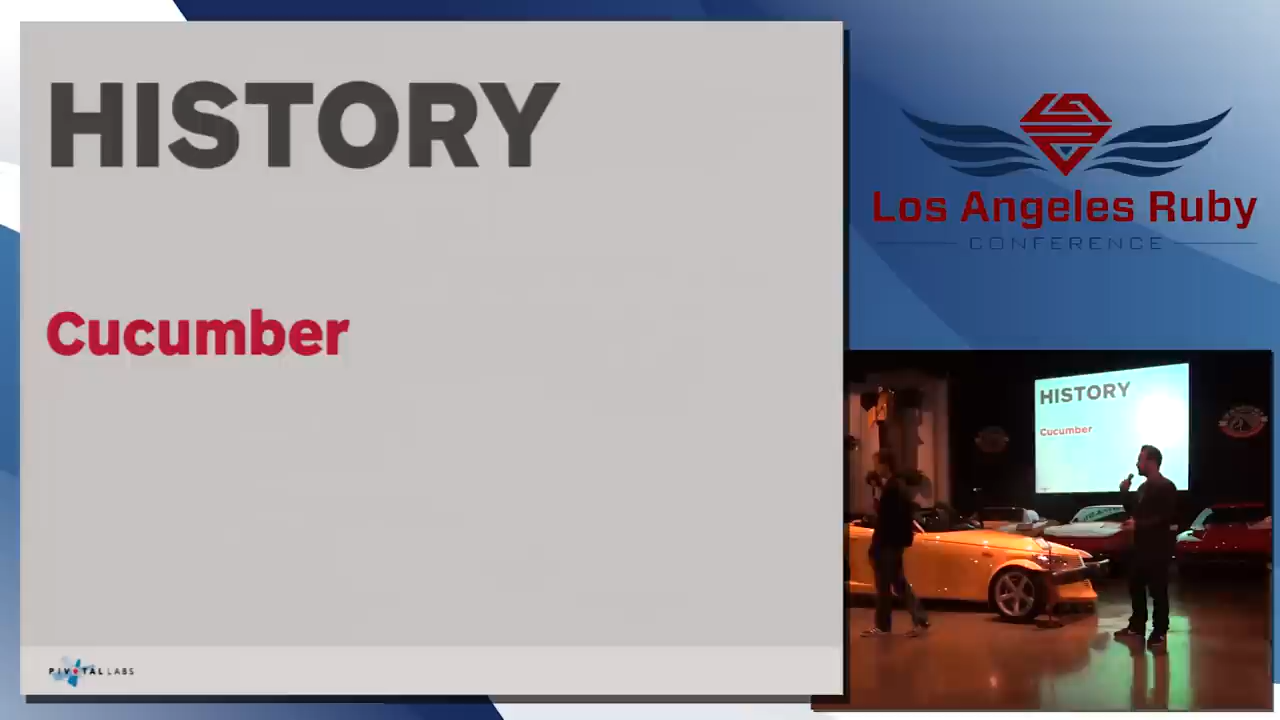 HISTORY
Cucumber
PIVOTAL LABS
Los Angeles Ruby
CONFERENCE
HISTORY
Cucumber